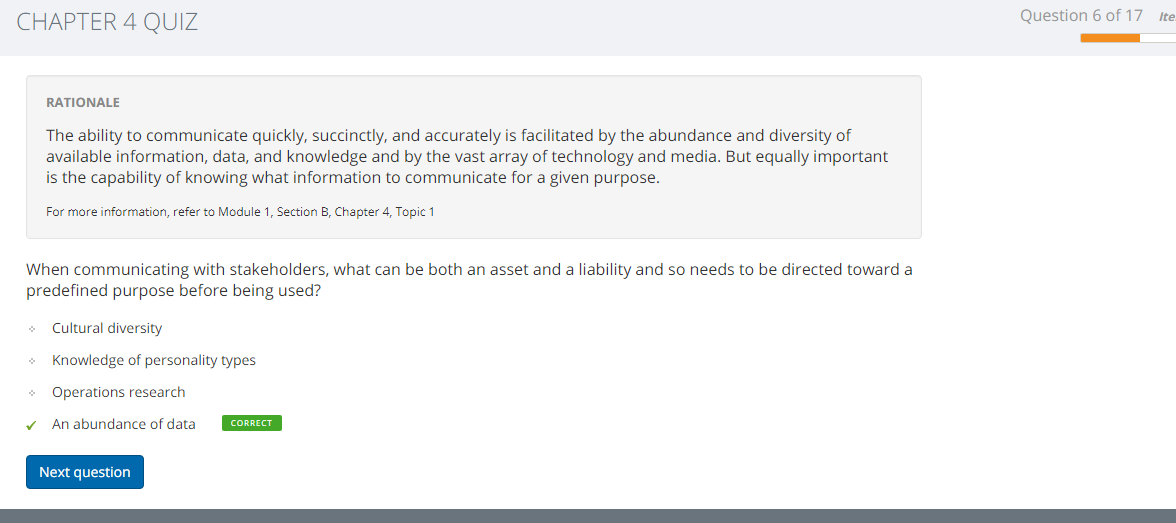 CHAPTER 4 QUIZ
Question 6 of 17
RATIONALE
The ability to communicate quickly, succinctly, and accurately is facilitated by the abundance and diversity of
available information, data, and knowledge and by the vast array of technology and media. But equally important
is the capability of knowing what information to communicate for a given purpose.
For more information, refer to Module 1, Section B, Chapter 4, Topic 1
When communicating with stakeholders, what can be both an asset and a liability and so needs to be directed toward a
predefined purpose before being used?
Cultural diversity
Knowledge of personality types
Operations research
An abundance of data CORRECT
Next question